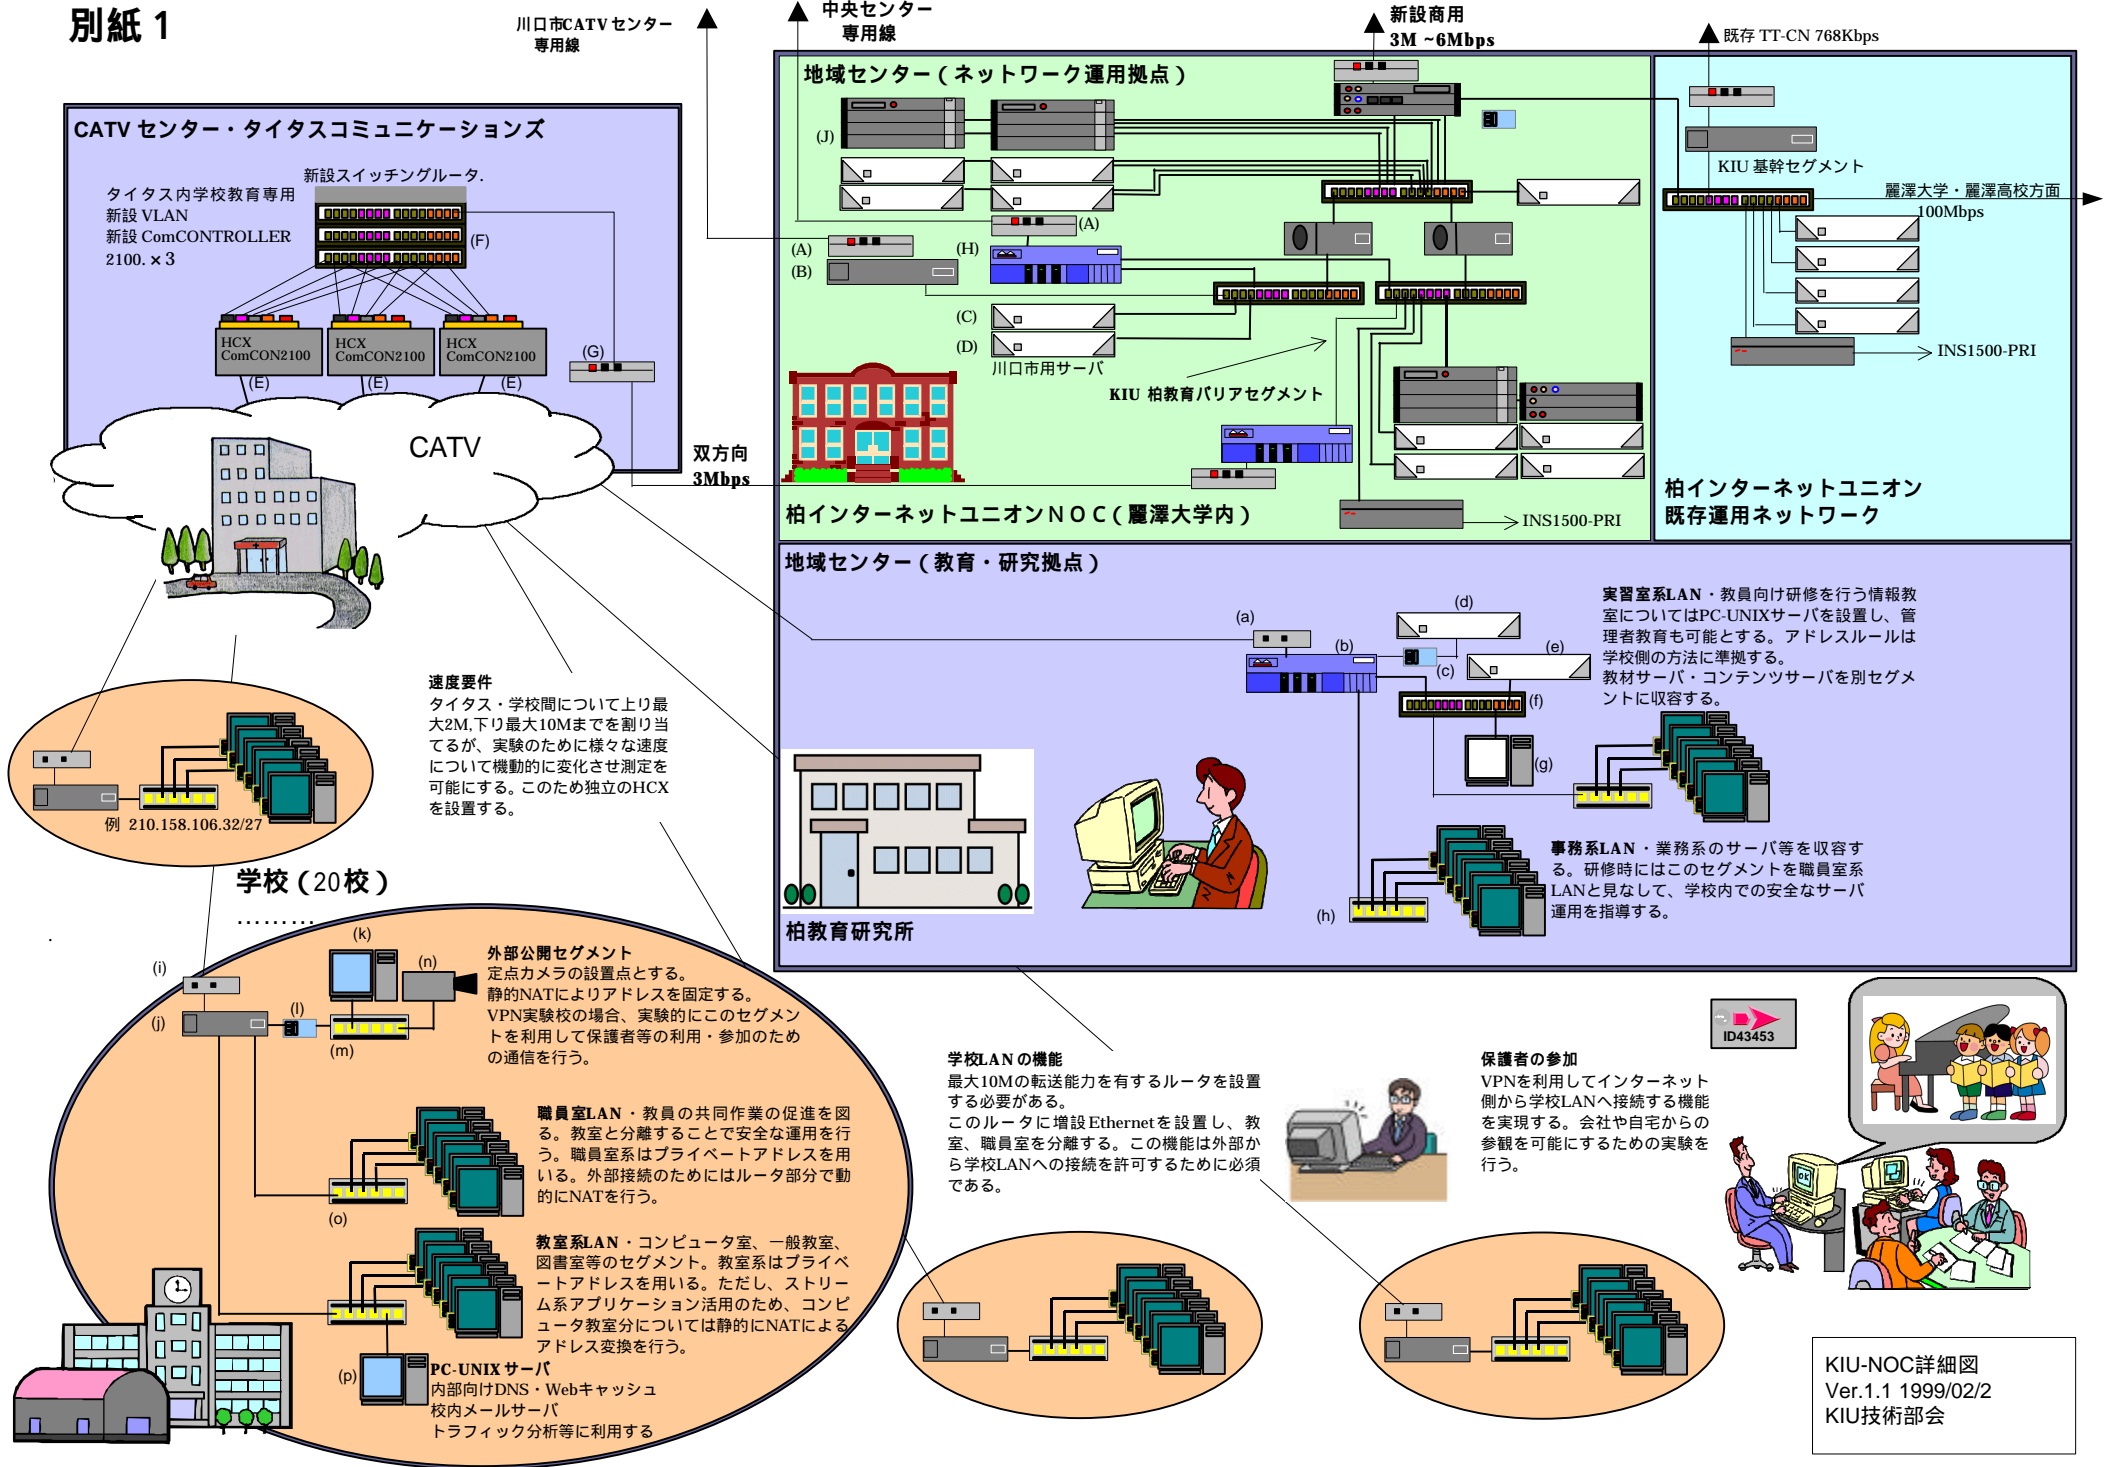 別紙 1
川口市CATV センター
専用線
中央センター
専用線
新設商用
3M ~6Mbps
既存 TT-CN 768Kbps
地域センター ( ネットワーク運用拠点 )
CATV センター・タイタスコミュニケーションズ
新設スイッチングルータ.
タイタス内学校教育専用
新設 VLAN
新設 ComCONTROLLER
2100. × 3
(F)
HCX
ComCON2100
HCX
ComCON2100
HCX
ComCON2100
(E)
(E)
(E)
(G)
CATV
双方向
3Mbps
(J)
(A)
(A)
(H)
(B)
(C)
(D)
川口市用サーバ
KIU 柏教育バリアセグメント
INS1500-PRI
柏インターネットユニオンNOC ( 麗澤大学内 )
KIU 基幹セグメント
麗澤大学・麗澤高校方面
100Mbps
INS1500-PRI
柏インターネットユニオン
既存運用ネットワーク
地域センター ( 教育・研究拠点 )
(a)
(b)
(c)
(d)
(e)
(f)
(g)
(h)
実習室系LAN・教員向け研修を行う情報教
室についてはPC-UNIXサーバを設置し、管
理者教育も可能とする。アドレスルールは
学校側の方法に準拠する。
教材サーバ・コンテンツサーバを別セグメ
ントに収容する。
事務系LAN・業務系のサーバ等を収容す
る。研修時にはこのセグメントを職員室系
LANと見なして、学校内での安全なサーバ
運用を指導する。
柏教育研究所
速度要件
タイタス・学校間について上り最
大2M,下り最大10Mまでを割り当
てるが、実験のために様々な速度
について機動的に変化させ測定を
可能にする。このため独立のHCX
を設置する。
例 210.158.106.32/27
学校 ( 20校 )
………
.
(i)
(j)
(k)
(l)
(m)
(n)
外部公開セグメント
定点カメラの設置点とする。
静的NATによりアドレスを固定する。
VPN実験校の場合、実験的にこのセグメン
トを利用して保護者等の利用・参加のため
の通信を行う。
職員室LAN・教員の共同作業の促進を図
る。教室と分離することで安全な運用を行
う。職員室系はプライベートアドレスを用
いる。外部接続のためにはルータ部分で動
的にNATを行う。
(o)
教室系LAN・コンピュータ室、一般教室、
図書室等のセグメント。教室系はプライベ
ートアドレスを用いる。ただし、ストリー
ム系アプリケーション活用のため、コンピ
ュータ教室分については静的にNATによる
アドレス変換を行う。
(p)
PC-UNIX サーバ
内部向けDNS・Webキャッシュ
校内メールサーバ
トラフィック分析等に利用する
学校LANの機能
最大10Mの転送能力を有するルータを設置
する必要がある。
このルータに増設Ethernetを設置し、教
室、職員室を分離する。この機能は外部か
ら学校LANへの接続を許可するために必須
である。
保護者の参加
VPNを利用してインターネット
側から学校LANへ接続する機能
を実現する。会社や自宅からの
参観を可能にするための実験を
行う。
ID43453
OK
KIU-NOC詳細図
Ver.1.1 1999/02/2
KIU技術部会